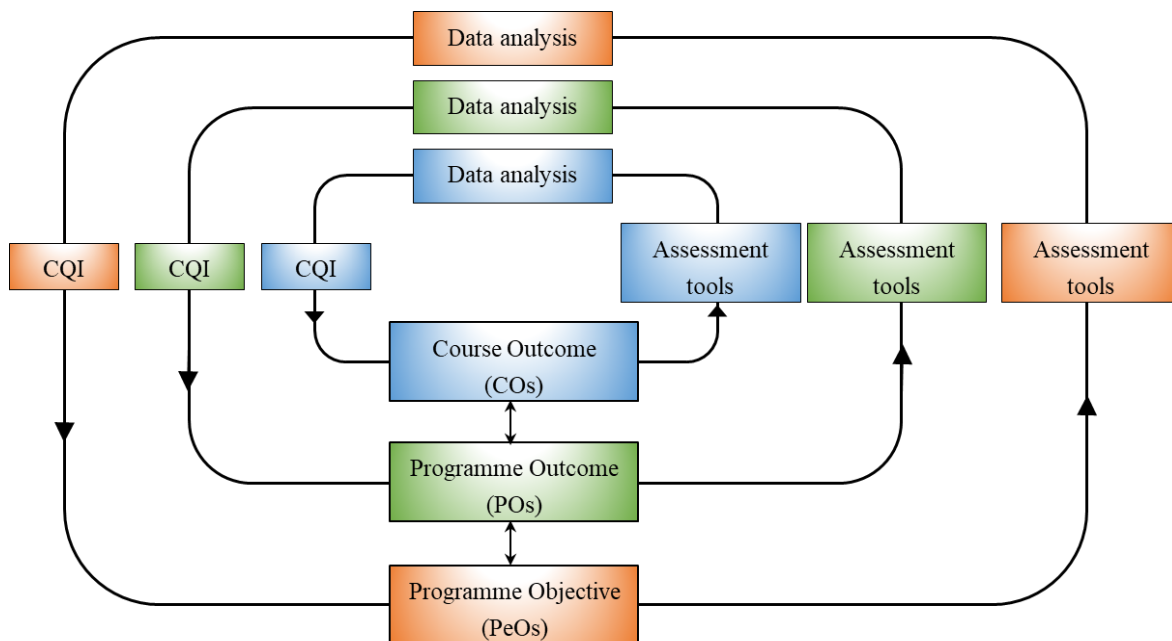 Data analysis
Data analysis
Data analysis
CQI
CQI
CQI
Assessment
tools
Assessment
tools
Assessment
tools
Course Outcome
(COs)
Programme Outcome
(POs)
Programme Objective
(PeOs)